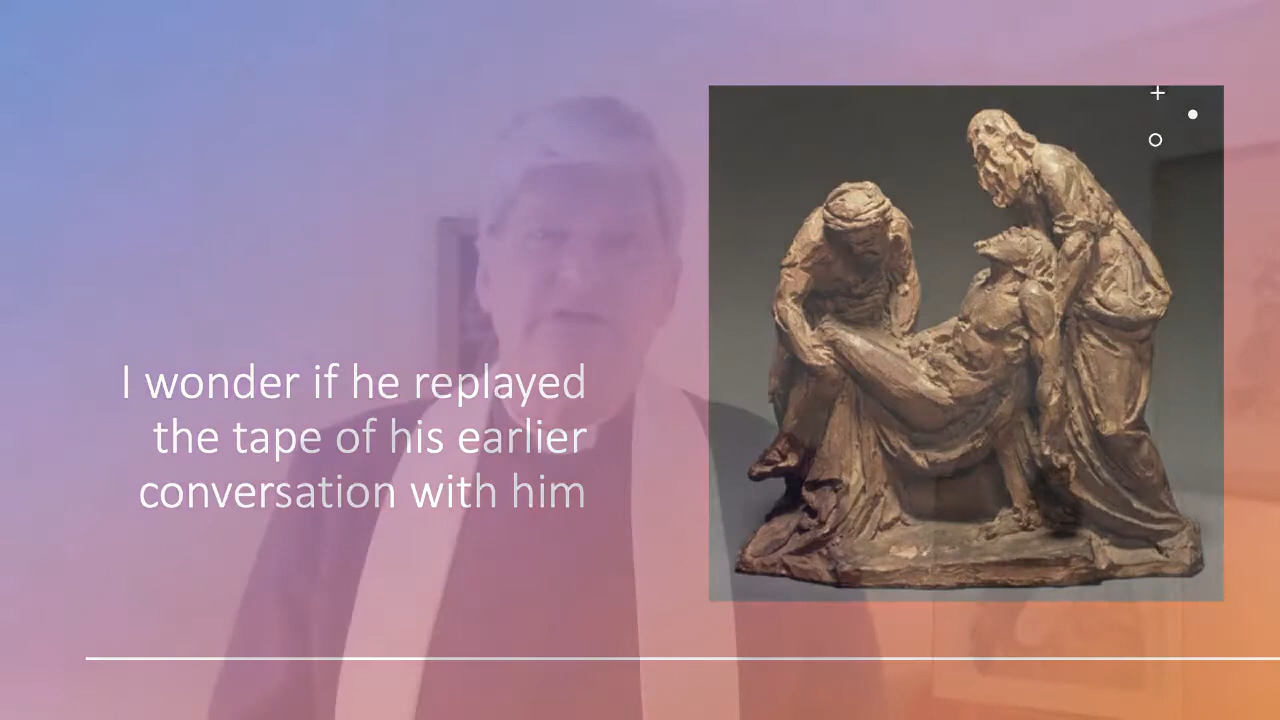 I wonder if he replayed
the tape of his earlier
conversation with him